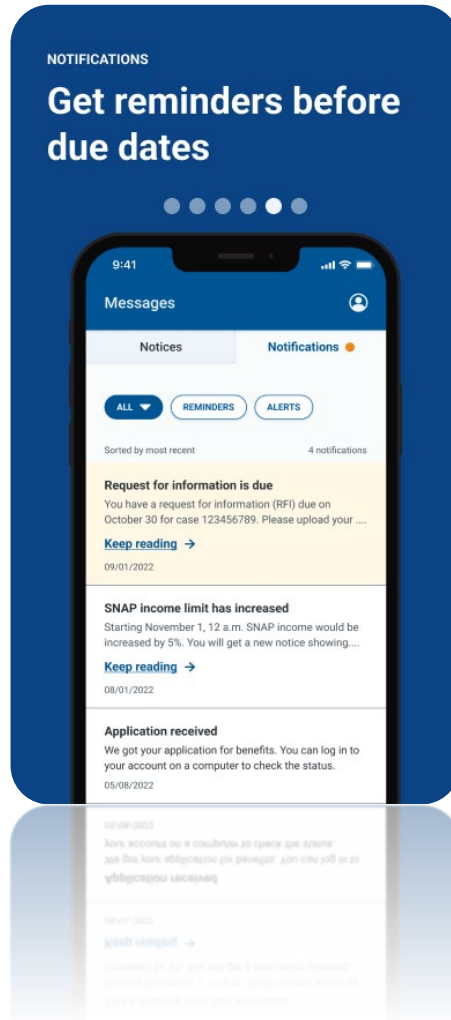 NOTIFICATIONS
Get reminders before
due dates
9:41
Messages
Notices
Notifications
ALL
REMINDERS
ALERTS
Sorted by most recent
4 notifications
Request for information is due
You have a request for information (RFI) due on
October 30 for case 123456789. Please upload your ....
Keep reading →
09/01/2022
SNAP income limit has increased
Starting November 1, 12 a.m. SNAP income would be
increased by 5%. You will get a new notice showing....
Keep reading →
08/01/2022
Application received
We got your application for benefits. You can log in to
your account on a computer to check the status.
05/08/2022